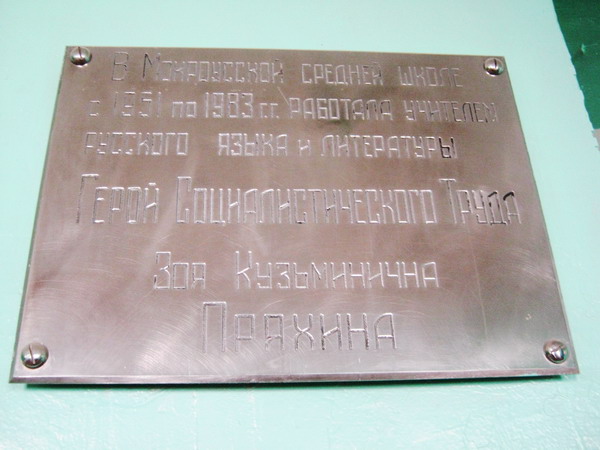 В Мокроусской средней школе
с 1951 по 1983 гг. работала учителем
русского языка и литературы
Герой Социалистического Труда
Зоя Кузьминична
Пряхина